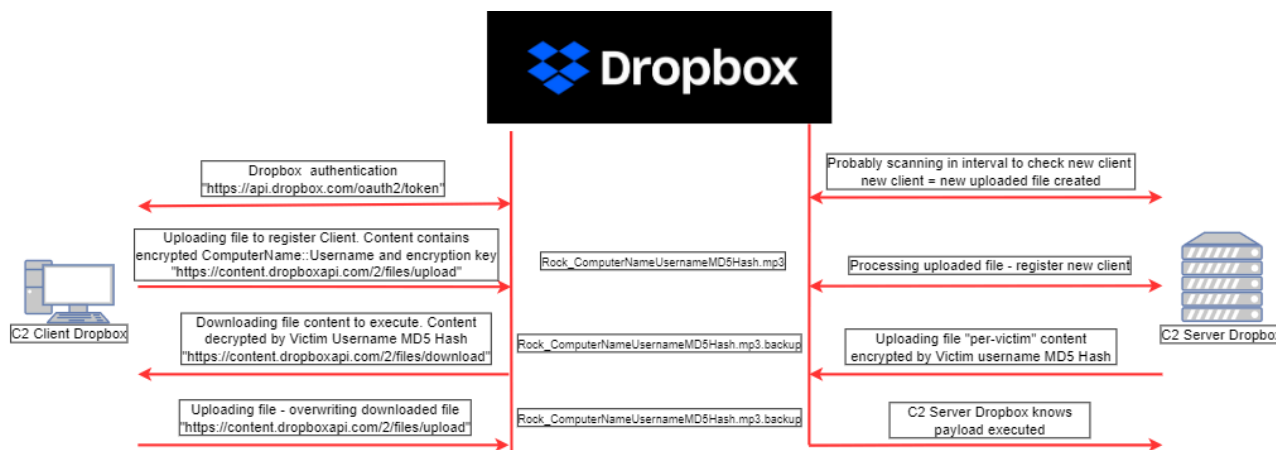 Dropbox
Dropbox authentication
"https://api.dropbox.com/oauth2/token"
Probably scanning in interval to check new client
new client = new uploaded file created
Uploading file to register Client. Content contains
encrypted ComputerName::Username and encryption key
"https://content.dropboxapi.com/2/files/upload"
Rock_ComputerNameUsernameMD5Hash.mp3
Processing uploaded file - register new client
C2 Client Dropbox
C2 Server Dropbox
Downloading file content to execute. Content
decrypted by Victim Username MD5 Hash
"https://content.dropboxapi.com/2/files/download"
Rock_ComputerNameUsernameMD5Hash.mp3.backup
Uploading file "per-victim" content
encrypted by Victim username MD5 Hash
Uploading file - overwriting downloaded file
"https://content.dropboxapi.com/2/files/upload"
Rock_ComputerNameUsernameMD5Hash.mp3.backup
C2 Server Dropbox knows
payload executed